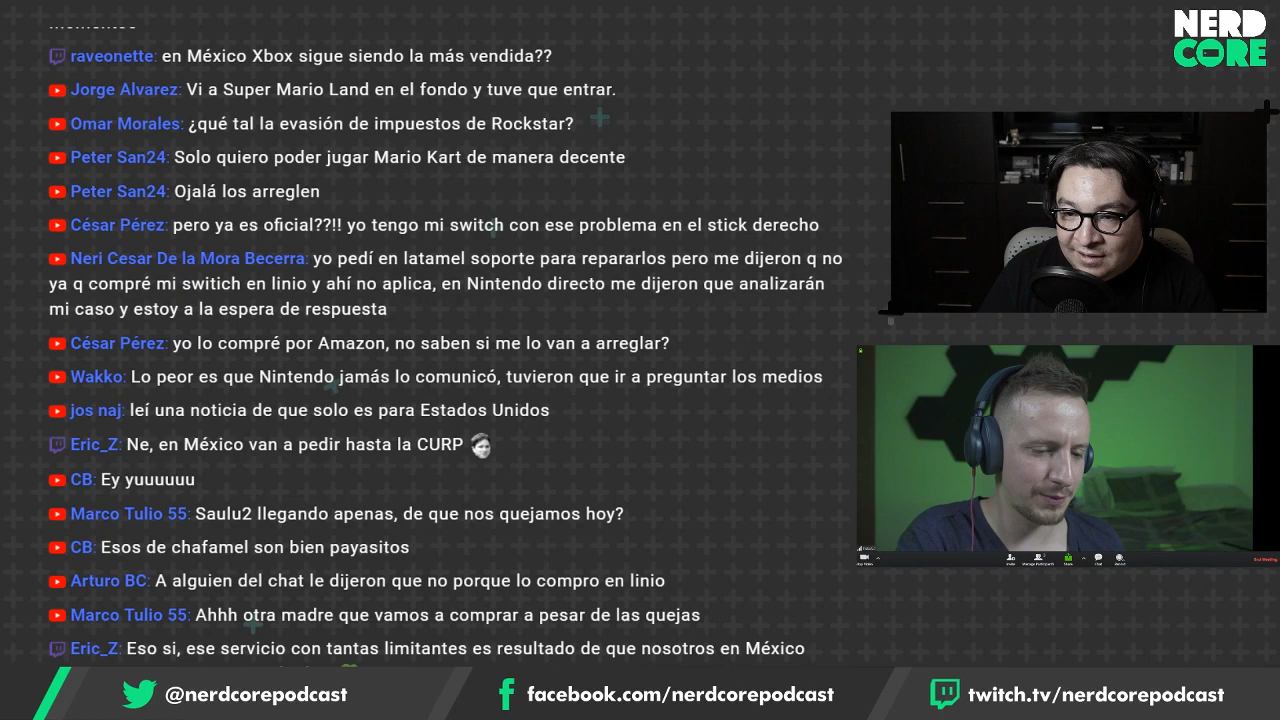 NERD
CORE
raveonette: en México Xbox sigue siendo la más vendida??
Jorge Alvarez: Vi a Super Mario Land en el fondo y tuve que entrar.
Omar Morales: ¿qué tal la evasión de impuestos de Rockstar?
Peter San24: Solo quiero poder jugar Mario Kart de manera decente
Peter San24: Ojalá los arreglen
César Pérez: pero ya es oficial??!! yo tengo mi switch con ese problema en el stick derecho
Neri Cesar De la Mora Becerra: yo pedí en latamel soporte para repararlos pero me dijeron q no
ya q compré mi switich en linio y ahí no aplica, en Nintendo directo me dijeron que analizarán
mi caso y estoy a la espera de respuesta
César Pérez: yo lo compré por Amazon, no saben si me lo van a arreglar?
Wakko: Lo peor es que Nintendo jamás lo comunicó, tuvieron que ir a preguntar los medios
jos naj: leí una noticia de que solo es para Estados Unidos
Eric_Z: Ne, en México van a pedir hasta la CURP
CB: Ey yuuuuuu
Marco Tulio 55: Saulu2 llegando apenas, de que nos quejamos hoy?
CB: Esos de chafamel son bien payasitos
Arturo BC: A alguien del chat le dijeron que no porque lo compro en linio
Marco Tulio 55: Ahhh otra madre que vamos a comprar a pesar de las quejas
Eric_Z: Eso si, ese servicio con tantas limitantes es resultado de que nosotros en México
@nerdcorepodcast
facebook.com/nerdcorepodcast
twitch.tv/nerdcorepodcast